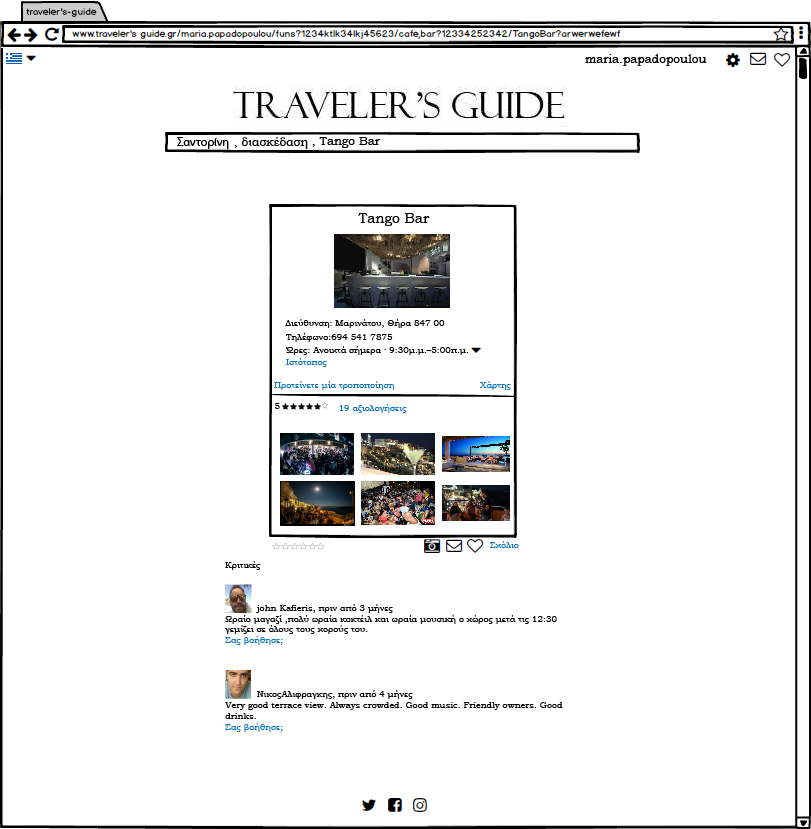 traveler's-guide
www.traveler's guide.gr/maria.papadopoulou/funs?1234ktlk34lkj45623/cafe,bar?12334252342/TangoBar?arwerwefewf
maria.papadopoulou
TRAVELER'S GUIDE
Σαντορίνη , διασκέδαση , Tango Bar
Tango Bar
Διεύθυνση: Μαρινάτου, Θήρα 847 00
Τηλέφωνο:694 541 7875
Ώρες: Ανοικτά σήμερα · 9:30μ.μ.–5:00π.μ.
Ιστότοπος
Προτείνετε μία τροποποίηση Χάρτης
5 19 αξιολογήσεις
Σχόλιο
Κριτικές
john Kafieris, πριν από 3 μήνες
Ωραίο μαγαζί ,πολύ ωραία κοκτέιλ και ωραία μουσική ο χώρος μετά τις 12:30
γεμίζει σε όλους τους χορούς του.
Σας βοήθησε;
ΝικοςΑλιφραγκης, πριν από 4 μήνες
Very good terrace view. Always crowded. Good music. Friendly owners. Good
drinks.
Σας βοήθησε;